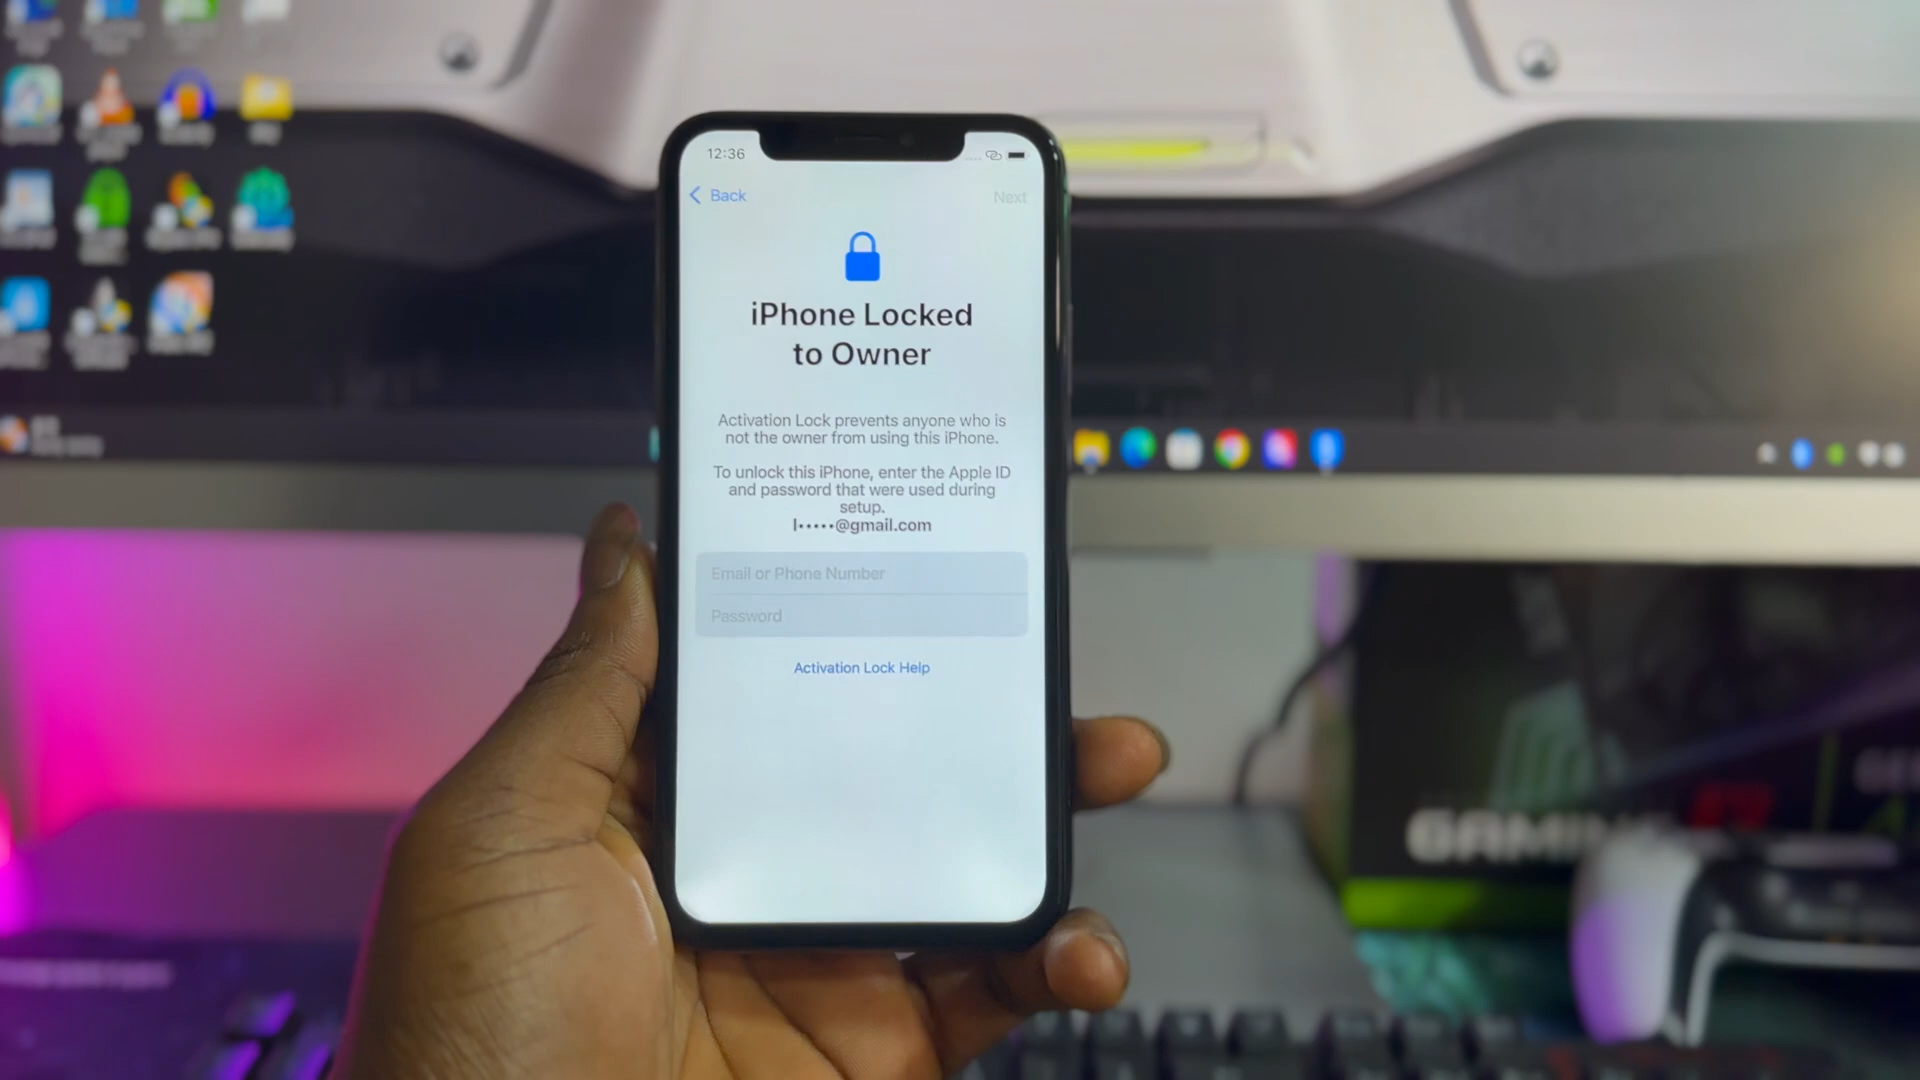 12:36
Back
Next
iPhone Locked
to Owner
Activation Lock prevents anyone who is
not the owner from using this iPhone.
To unlock this iPhone, enter the Apple ID
and password that were used during
setup.
l•••••@gmail.com
Email or Phone Number
Password
Activation Lock Help